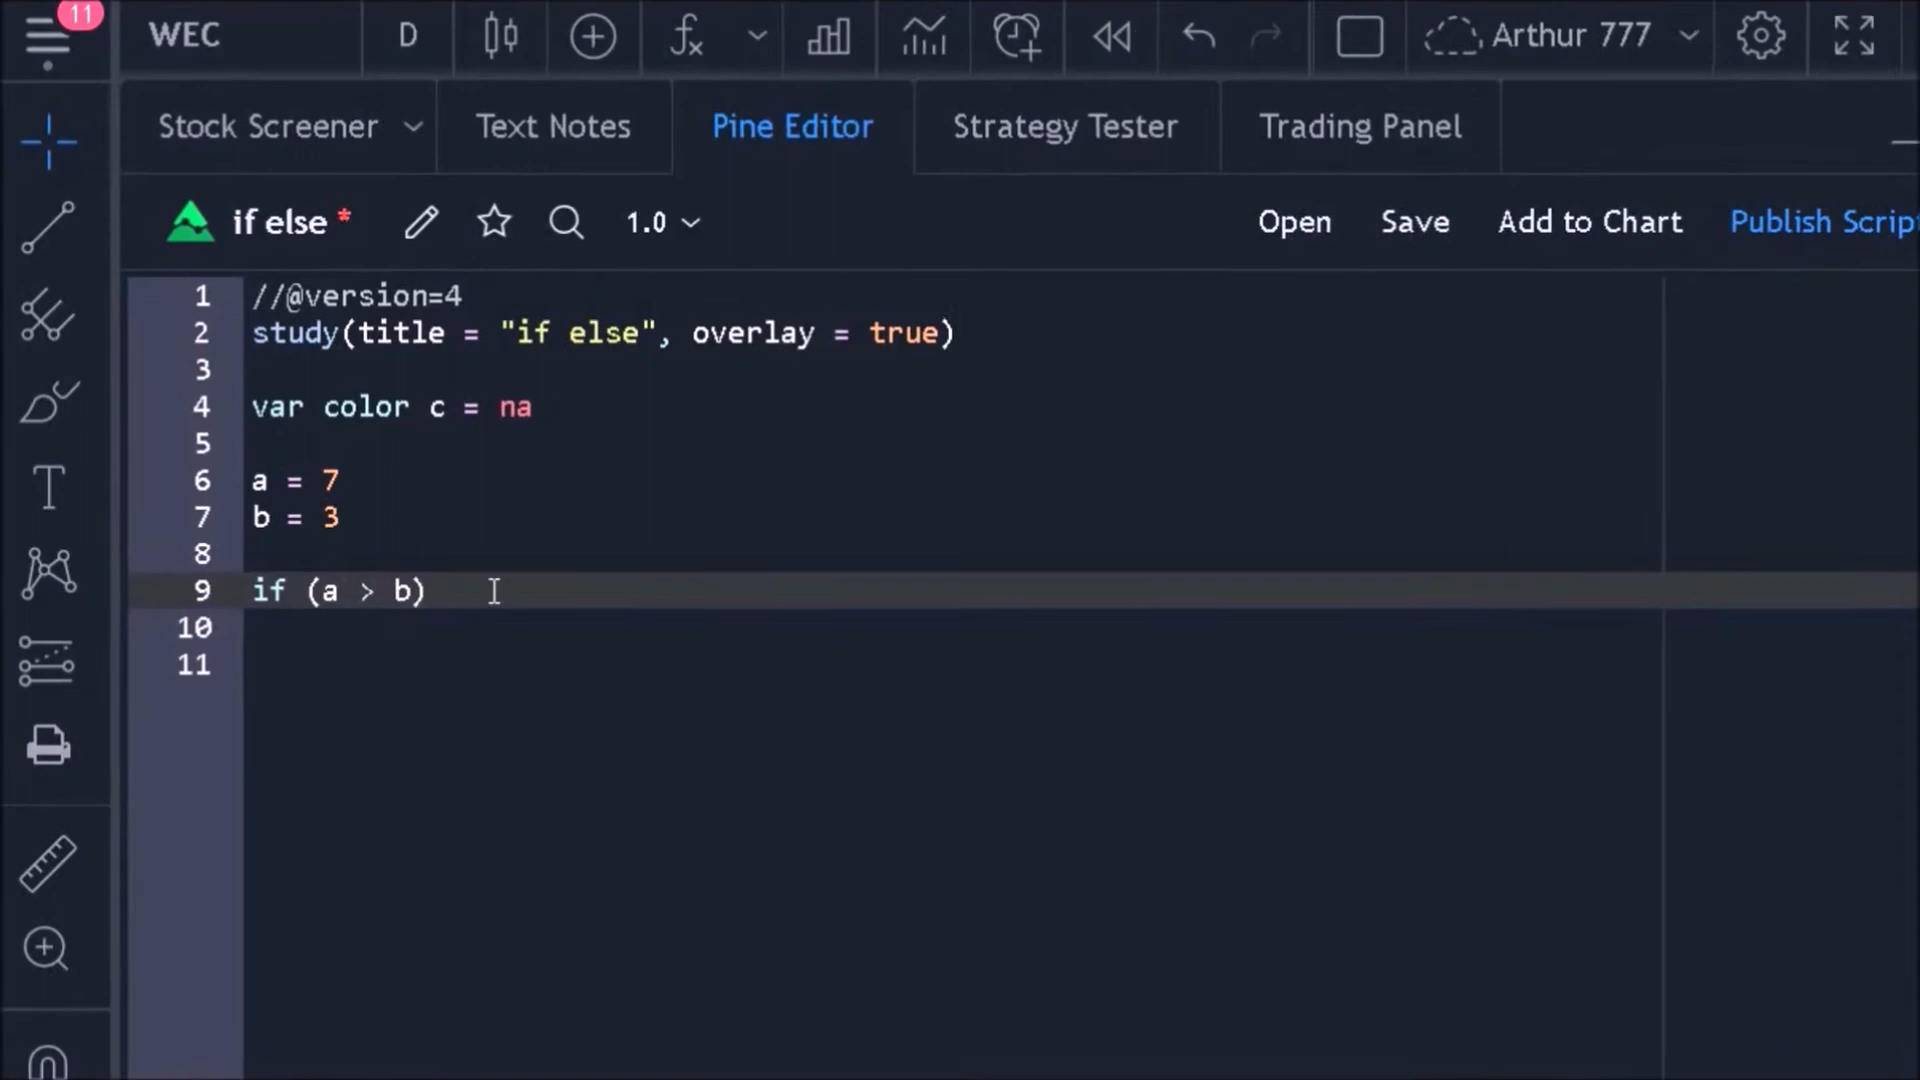 11
WEC D Arthur 777
Stock Screener Text Notes Pine Editor Strategy Tester Trading Panel
if else * 1.0 Open Save Add to Chart Publish Scrip
1 //@version=4
2 study(title = "if else", overlay = true)
3
4 var color c = na
5
6 a = 7
7 b = 3
8
9 if (a > b)
10
11